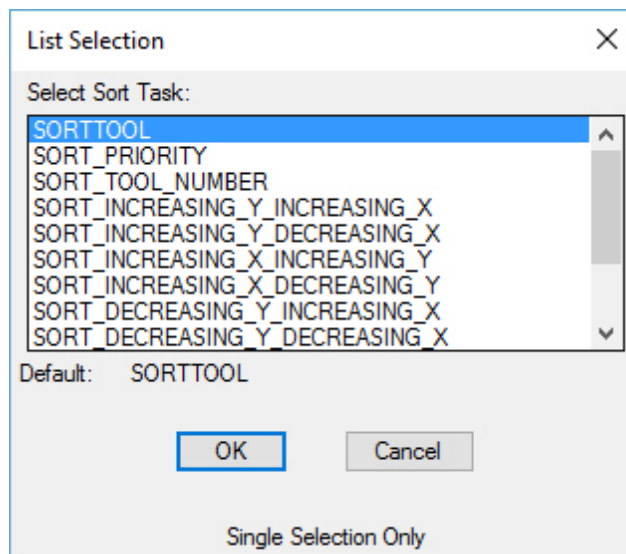 List Selection
Select Sort Task:
SORTTOOL
SORT_PRIORITY
SORT_TOOL_NUMBER
SORT_INCREASING_Y_INCREASING_X
SORT_INCREASING_Y_DECREASING_X
SORT_INCREASING_X_INCREASING_Y
SORT_INCREASING_X_DECREASING_Y
SORT_DECREASING_Y_INCREASING_X
SORT_DECREASING_Y_DECREASING_X
Default: SORTTOOL
OK Cancel
Single Selection Only